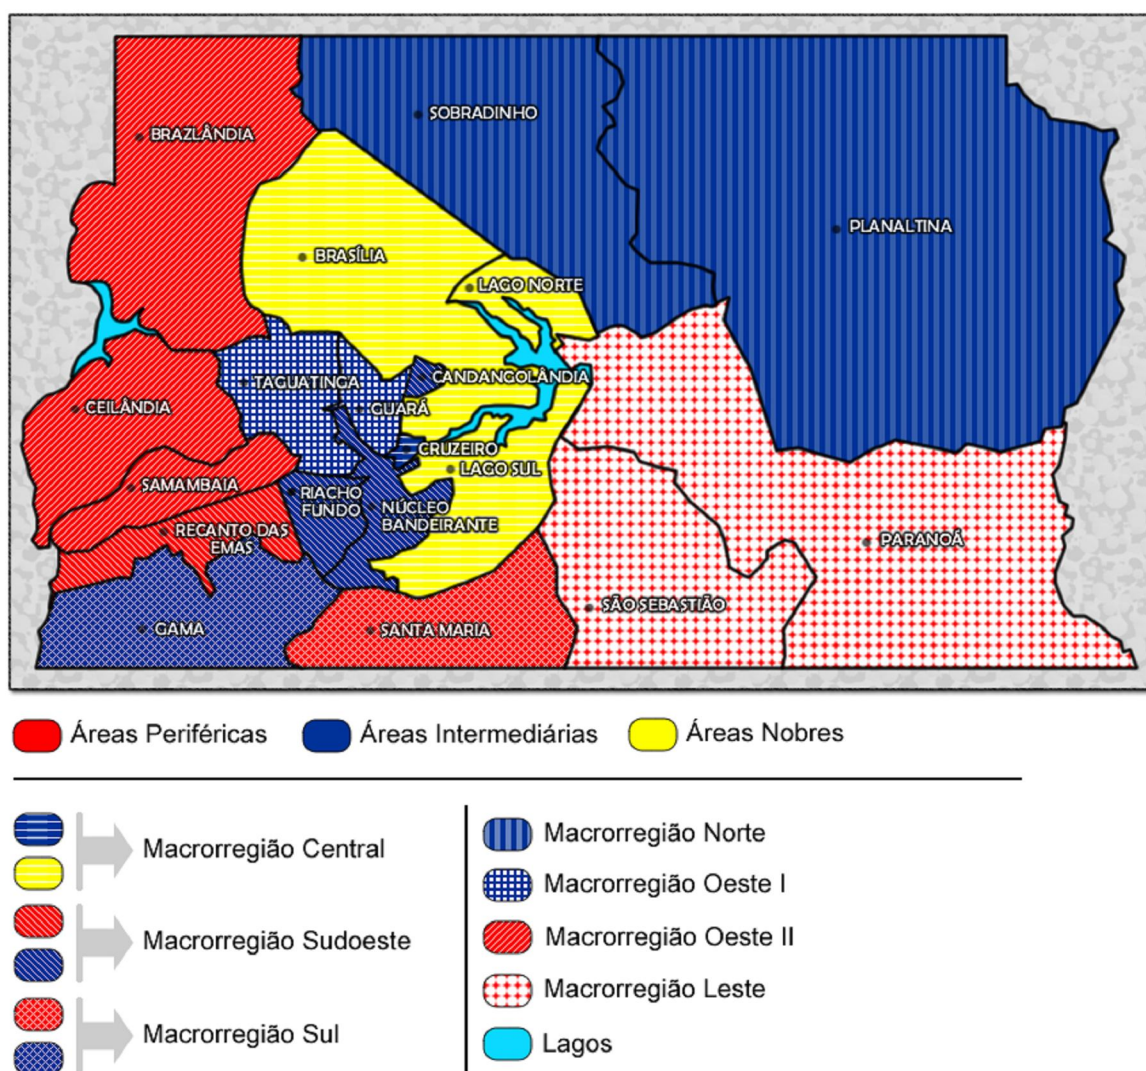 BRAZLÂNDIA
SOBRADINHO
PLANALTINA
BRASÍLIA
LAGO NORTE
TAGUATINGA
CANDANGOLÂNDIA
CEILÂNDIA
GUARÁ
CRUZEIRO
LAGO SUL
SAMAMBAIA
RIACHO
FUNDO
NÚCLEO
BANDEIRANTE
RECANTO DAS
EMAS
PARANOÁ
SÃO SEBASTIÃO
GAMA
SANTA MARIA
Áreas Periféricas
Áreas Intermediárias
Áreas Nobres
Macrorregião Central
Macrorregião Sudoeste
Macrorregião Sul
Macrorregião Norte
Macrorregião Oeste I
Macrorregião Oeste II
Macrorregião Leste
Lagos